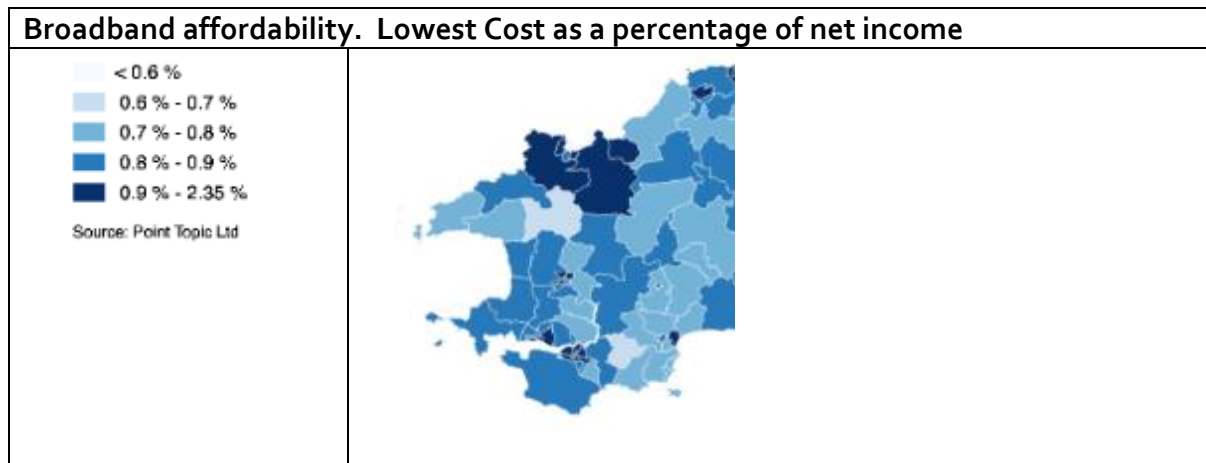 Broadband affordability.  Lowest Cost as a percentage of net income
< 0.6 %
0.6 % - 0.7 %
0.7 % - 0.8 %
0.8 % - 0.9 %
0.9 % - 2.35 %
Source: Point Topic Ltd